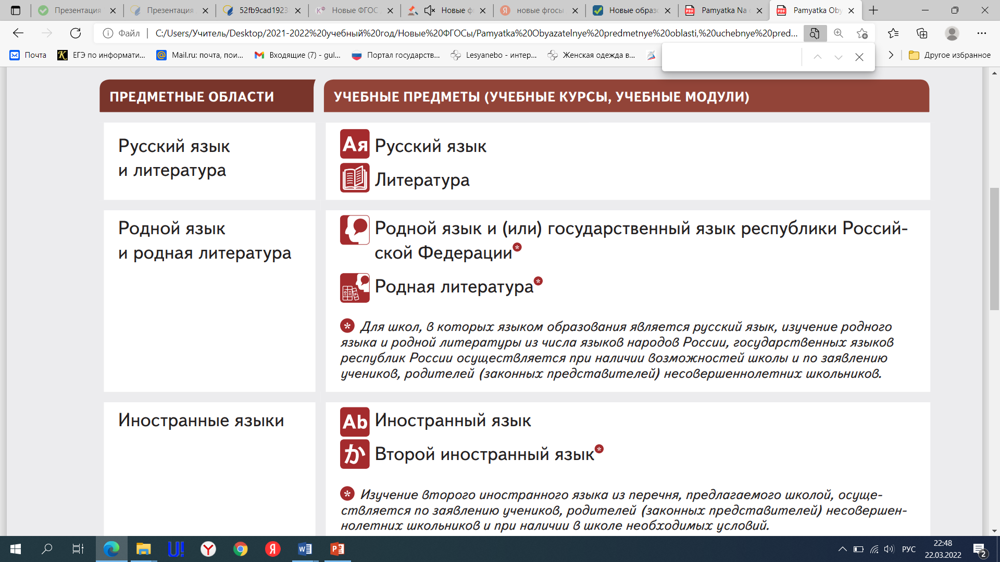 Презентация
Презентация
52fb9cad1923
Новые ФГОС
Новые ф
новые фгосы
Новые образо
Pamyatka Na
Pamyatka Oby
Файл
C:/Users/Учитель/Desktop/2021-2022%20учебный%20год/Новые%20ФГОСы/Pamyatka%20Obyazatelnye%20predmetnye%20oblasti,%20uchebnye%20pred...
Почта
ЕГЭ по информати...
Mail.ru: почта, пои...
Входящие (7) - gul...
Портал государств...
Lesyanebo - интер...
Женская одежда в...
Другое избранное
ПРЕДМЕТНЫЕ ОБЛАСТИ
УЧЕБНЫЕ ПРЕДМЕТЫ (УЧЕБНЫЕ КУРСЫ, УЧЕБНЫЕ МОДУЛИ)
Русский язык
и литература
Ая Русский язык
Литература
Родной язык
и родная литература
Родной язык и (или) государственный язык республики Россий-
ской Федерации*
Родная литература*
* Для школ, в которых языком образования является русский язык, изучение родного
языка и родной литературы из числа языков народов России, государственных языков
республик России осуществляется при наличии возможностей школы и по заявлению
учеников, родителей (законных представителей) несовершеннолетних школьников.
Иностранные языки
Ab Иностранный язык
か Второй иностранный язык*
* Изучение второго иностранного языка из перечня, предлагаемого школой, осуще-
ствляется по заявлению учеников, родителей (законных представителей) несовершен-
нолетних школьников и при наличии в школе необходимых условий.
РУС
22:48
22.03.2022
2